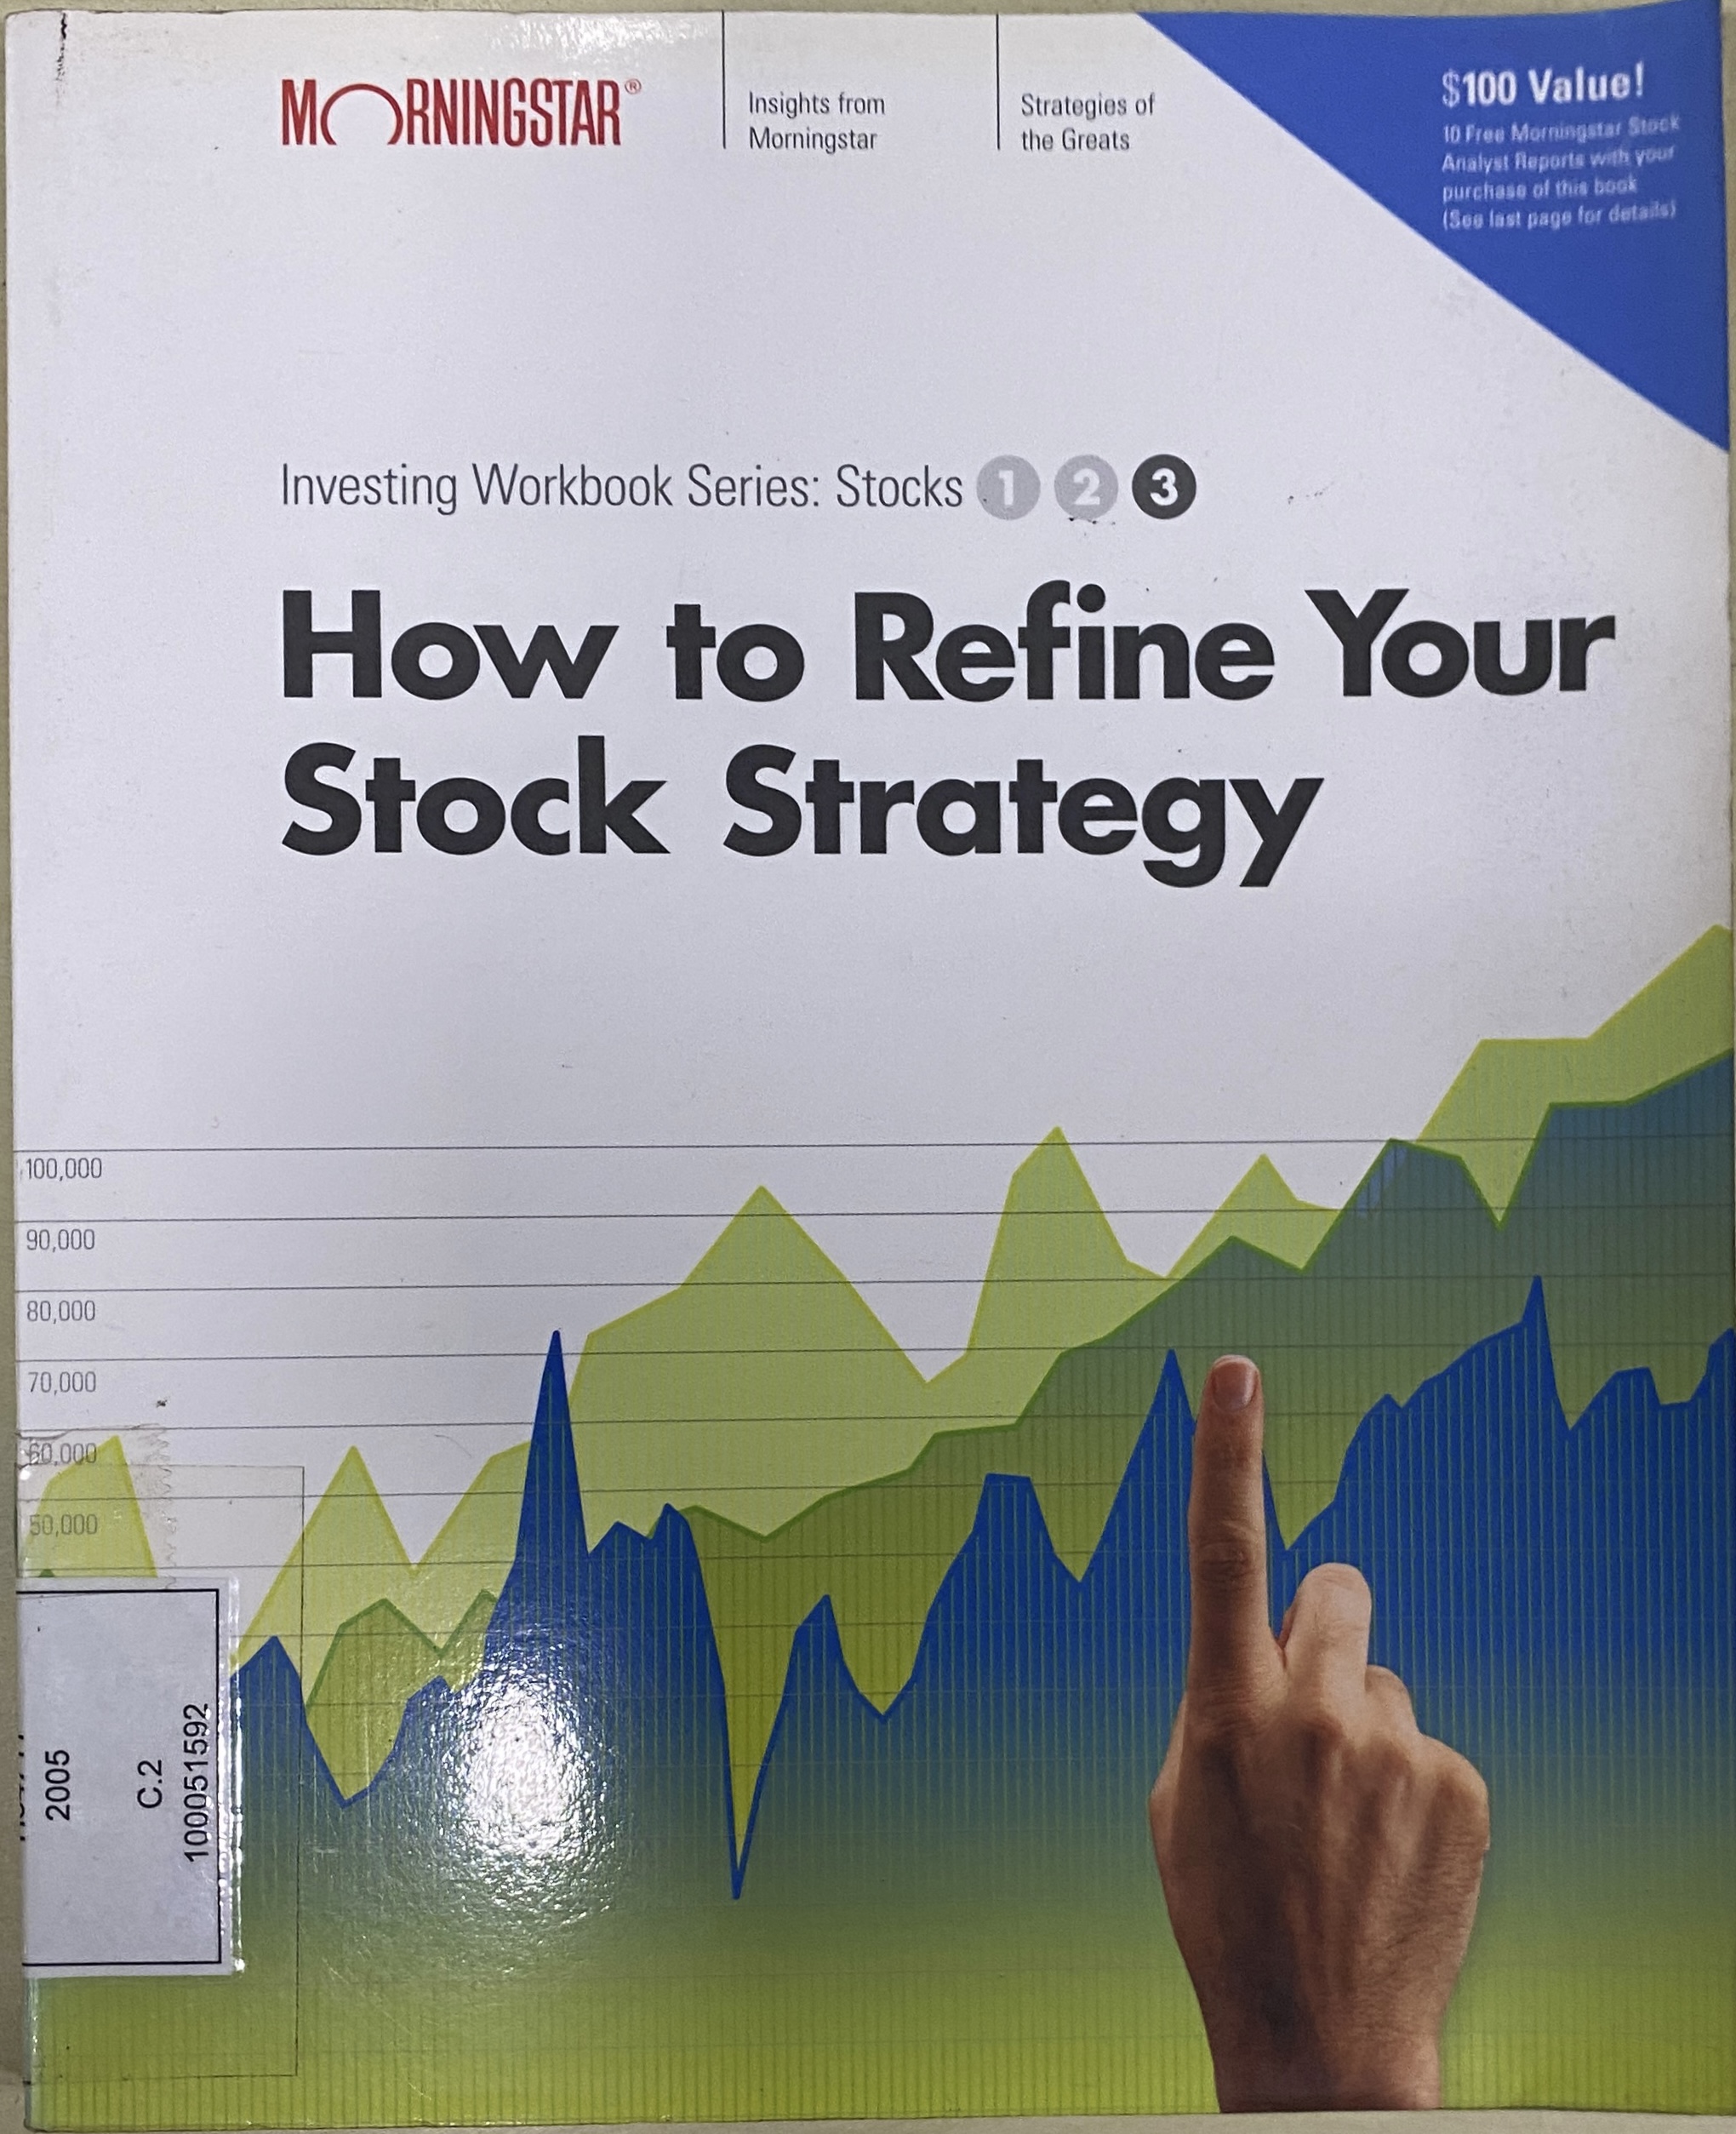 MORNINGSTAR®
Insights from
Morningstar
Strategies of
the Greats
$100 Value!
10 Free Morningstar Stock
Analyst Reports with your
purchase of this book
(See last page for details)
Investing Workbook Series: Stocks 1 2 3
How to Refine Your
Stock Strategy
100,000
90,000
80,000
70,000
60,000
50,000
2005
C.2
10051592